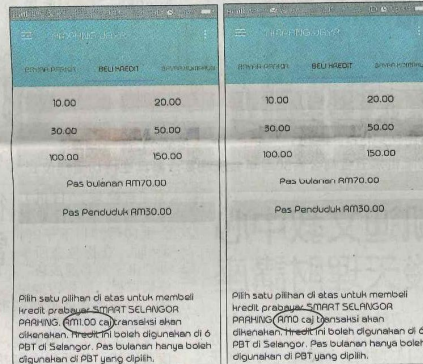 BELI KREDIT
10.00 20.00
30.00 50.00
100.00 150.00
Pas bulanan RM70.00
Pas Penduduk RM30.00
Pilih satu pilihan di atas untuk membeli
kredit prabayar SMART SELANGOR
PARKING. RM1.00 caj transaksi akan
dikenakan. Kredit ini boleh digunakan di 6
PBT di Selangor. Pas bulanan hanya boleh
digunakan di PBT yang dipilih.
BELI KREDIT
10.00 20.00
30.00 50.00
100.00 150.00
Pas bulanan RM70.00
Pas Penduduk RM30.00
Pilih satu pilihan di atas untuk membeli
kredit prabayar SMART SELANGOR
PARKING. RM0 caj transaksi akan
dikenakan. Kredit ini boleh digunakan di 6
PBT di Selangor. Pas bulanan hanya boleh
digunakan di PBT yang dipilih.